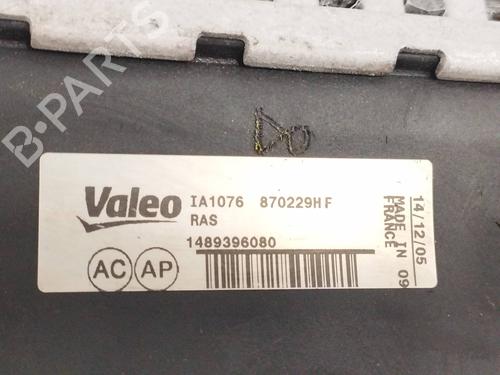 B-PARTS
Valeo
IA1076 870229HF
RAS
1489396080
AC AP
14/12/05
MADE IN 09
FRANCE